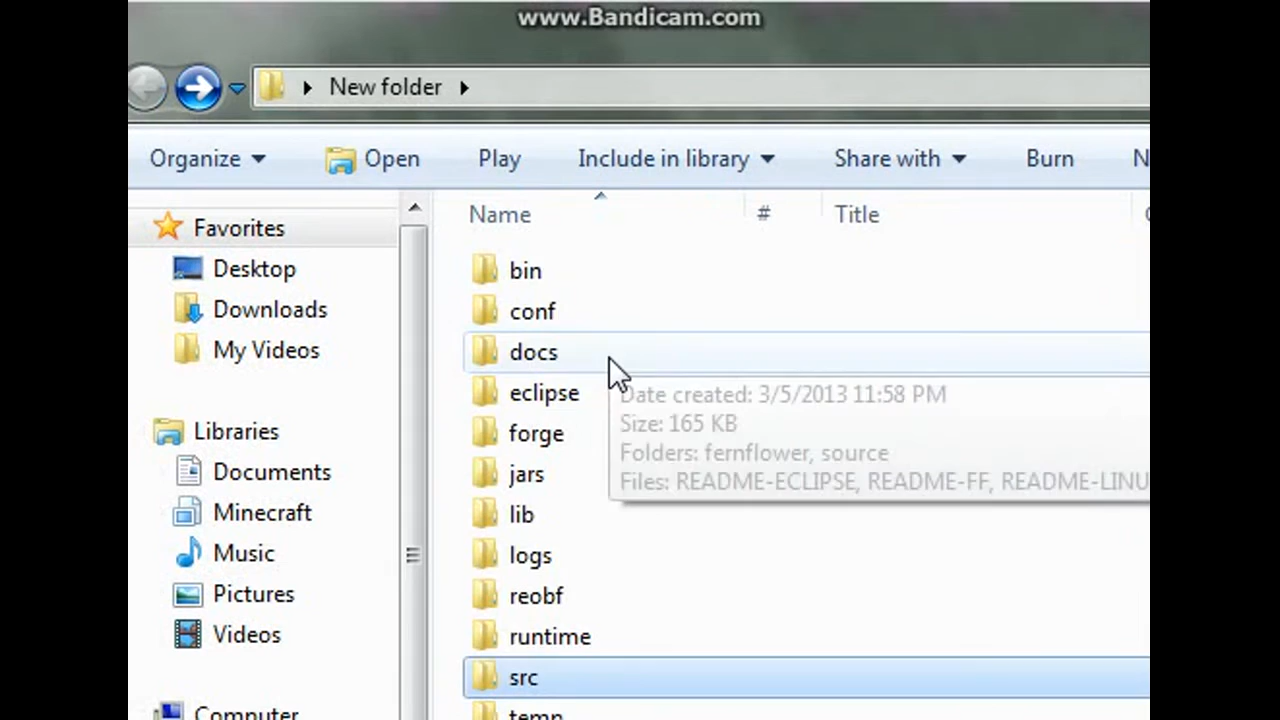 www.Bandicam.com
New folder
Organize Open Play Include in library Share with Burn N
Name # Title
Favorites
Desktop
Downloads
My Videos
Libraries
Documents
Minecraft
Music
Pictures
Videos
Computer
bin
conf
docs
eclipse
forge
jars
lib
logs
reobf
runtime
src
temp
Date created: 3/5/2013 11:58 PM
Size: 165 KB
Folders: fernflower, source
Files: README-ECLIPSE, README-FF, README-LINU